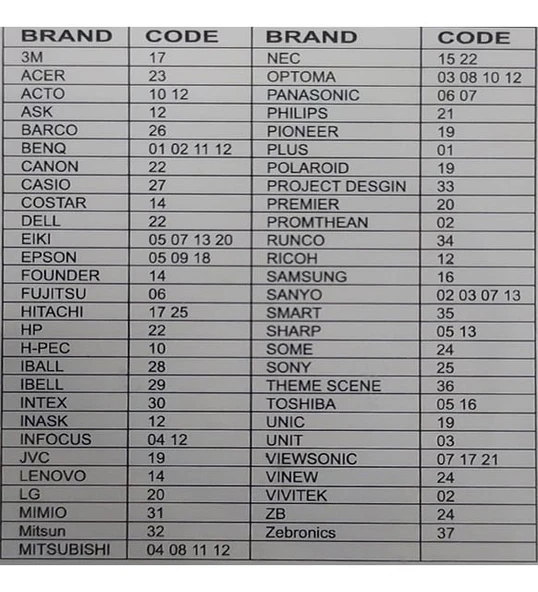 BRAND CODE BRAND CODE
3M 17 NEC 15 22
ACER 23 OPTOMA 03 08 10 12
ACTO 10 12 PANASONIC 06 07
ASK 12 PHILIPS 21
BARCO 26 PIONEER 19
BENQ 01 02 11 12 PLUS 01
CANON 22 POLAROID 19
CASIO 27 PROJECT DESGIN 33
COSTAR 14 PREMIER 20
DELL 22 PROMTHEAN 02
EIKI 05 07 13 20 RUNCO 34
EPSON 05 09 18 RICOH 12
FOUNDER 14 SAMSUNG 16
FUJITSU 06 SANYO 02 03 07 13
HITACHI 17 25 SMART 35
HP 22 SHARP 05 13
H-PEC 10 SOME 24
IBALL 28 SONY 25
IBELL 29 THEME SCENE 36
INTEX 30 TOSHIBA 05 16
INASK 12 UNIC 19
INFOCUS 04 12 UNIT 03
JVC 19 VIEWSONIC 07 17 21
LENOVO 14 VINEW 24
LG 20 VIVITEK 02
MIMIO 31 ZB 24
Mitsun 32 Zebronics 37
MITSUBISHI 04 08 11 12